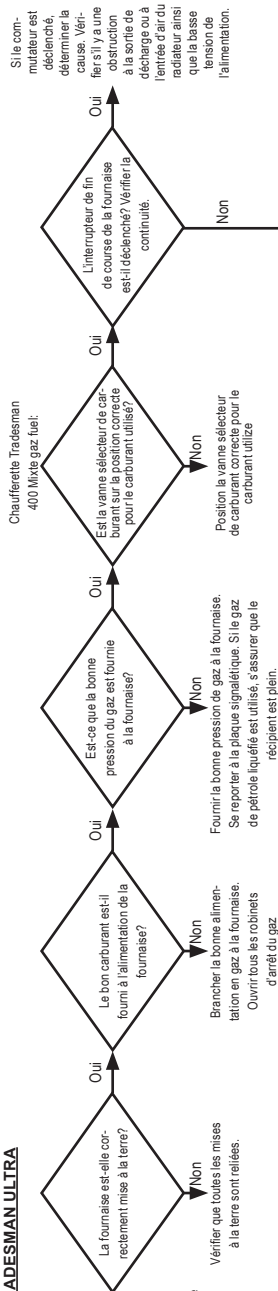 ADESMAN ULTRA
La fournaise est-elle cor-
rectement mise à la terre?
Oui
Non
Vérifier que toutes les mises
à la terre sont reliées.
Le bon carburant est-il
fourni à l'alimentation de la
fournaise?
Oui
Non
Brancher la bonne alimen-
tation en gaz à la fournaise.
Ouvrir tous les robinets
d'arrêt du gaz
Est-ce que la bonne
pression du gaz est fournie
à la fournaise?
Oui
Non
Fournir la bonne pression de gaz à la fournaise.
Se reporter à la plaque signalétique. Si le gaz
de pétrole liquéfié est utilisé, s'assurer que le
récipient est plein.
Chaufferette Tradesman
400 Mixte gaz fuel:
Est la vanne sélecteur de car-
burant sur la position correcte
pour le carburant utilisé?
Oui
Non
Position la vanne sélecteur
de carburant correcte pour le
carburant utilize
L'interrupteur de fin
de course de la fournaise
est-il déclenché? Vérifier la
continuité.
Oui
Non
Si le com-
mutateur est
déclenché,
déterminer la
cause. Véri-
fier s'il y a une
obstruction
à la sortie de
décharge ou à
l'entrée d'air du
radiateur ainsi
que la basse
tension de
l'alimentation.